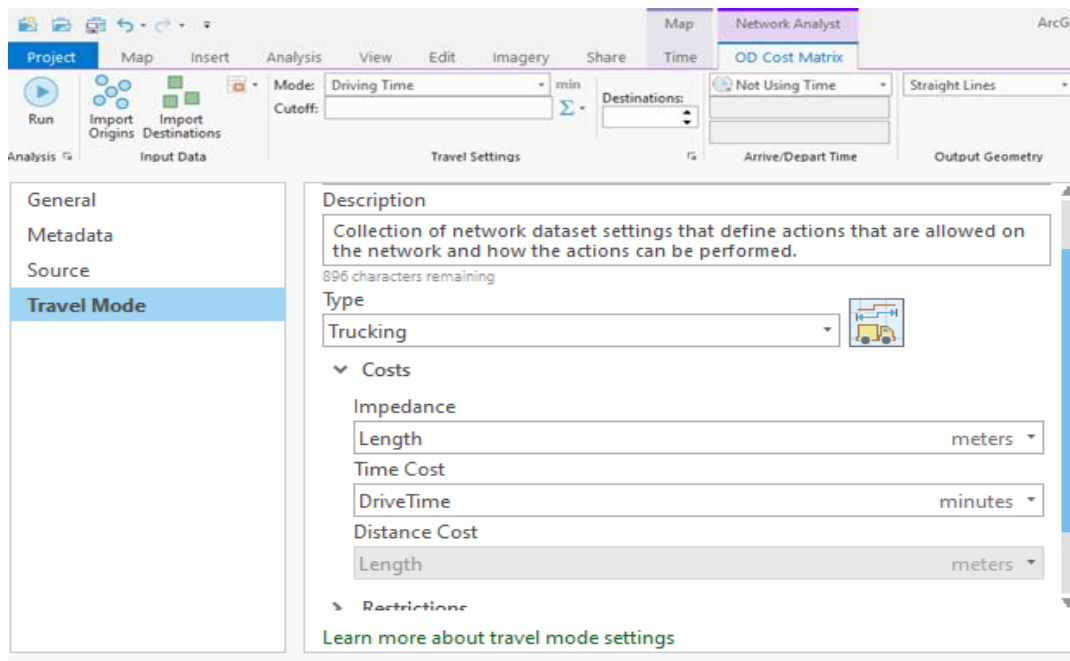 ArcG
Map
Network Analyst
Project
Map
Insert
Analysis
View
Edit
Imagery
Share
Time
OD Cost Matrix
Run
Import
Origins
Import
Destinations
Mode:
Driving Time
min
Cutoff:
Σ
Destinations:
Not Using Time
Straight Lines
Analysis
Input Data
Travel Settings
Arrive/Depart Time
Output Geometry
General
Metadata
Source
Travel Mode
Description
Collection of network dataset settings that define actions that are allowed on
the network and how the actions can be performed.
896 characters remaining
Type
Trucking
Costs
Impedance
Length meters
Time Cost
DriveTime minutes
Distance Cost
Length meters
Restrictions
Learn more about travel mode settings